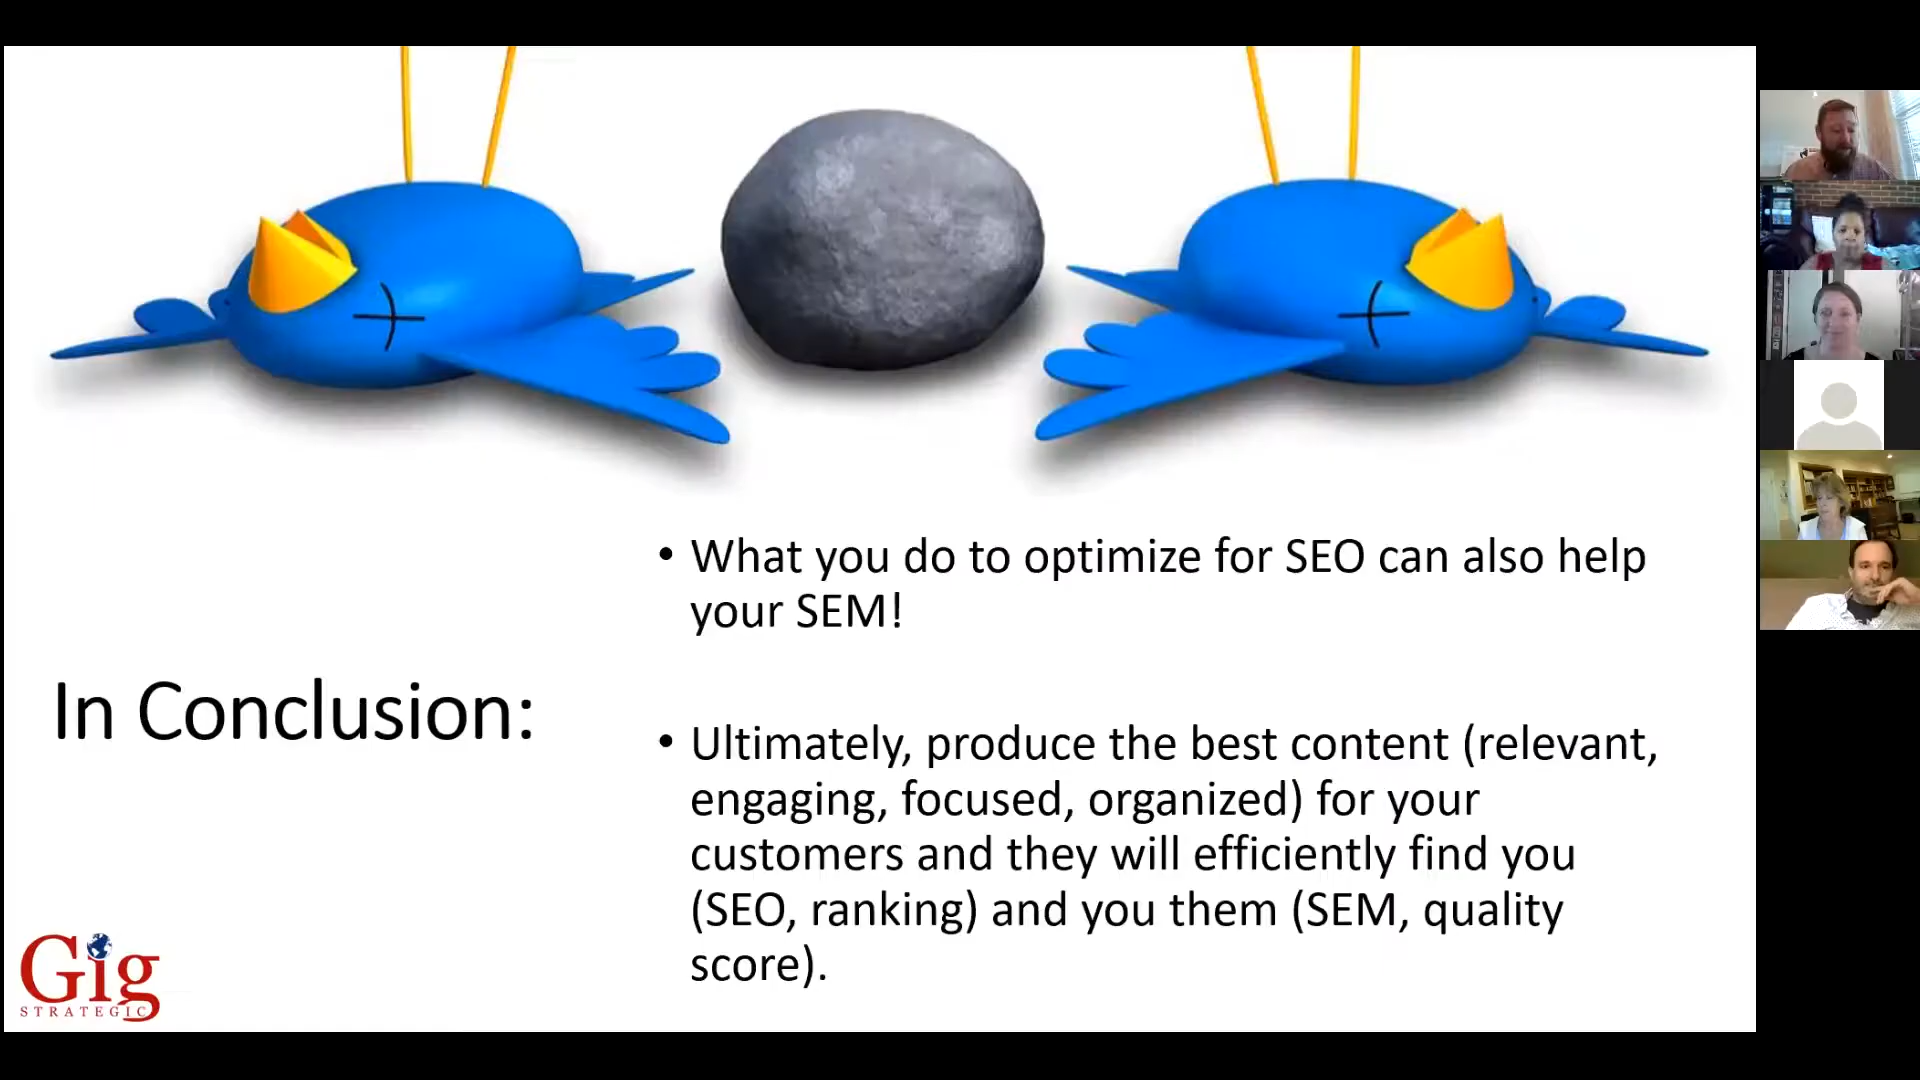 In Conclusion:
• What you do to optimize for SEO can also help
your SEM!
• Ultimately, produce the best content (relevant,
engaging, focused, organized) for your
customers and they will efficiently find you
(SEO, ranking) and you them (SEM, quality
score).
Gig
STRATEGIC